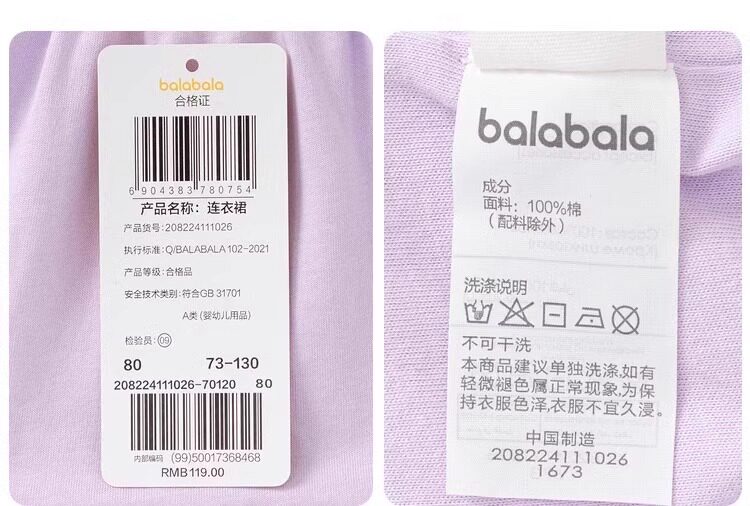 balabala
合格证
6 904383 780754
产品名称：连衣裙
产品货号：208224111026
执行标准：Q/BALABALA 102-2021
产品等级：合格品
安全技术类别：符合GB 31701
A类 (婴幼儿用品)
检验员：09
80 73-130
208224111026-70120 80
内部编码 (99)50017368468
RMB119.00
balabala
成分
面料：100%棉
（配料除外）
洗涤说明
不可干洗
本商品建议单独洗涤,如有
轻微褪色属正常现象,为保
持衣服色泽,衣服不宜久浸。
中国制造
208224111026
1673